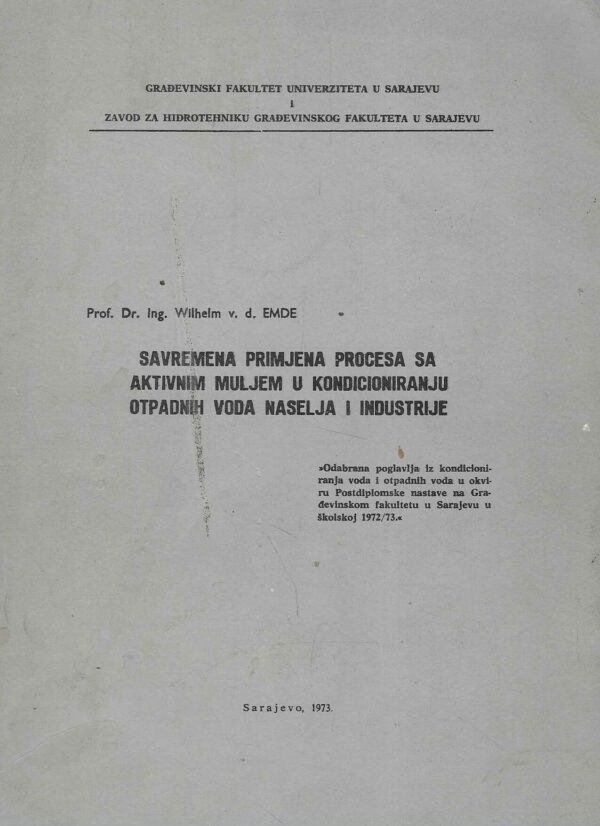 GRAĐEVINSKI FAKULTET UNIVERZITETA U SARAJEVU
i
ZAVOD ZA HIDROTEHNIKU GRAĐEVINSKOG FAKULTETA U SARAJEVU
Prof. Dr. Ing. Wilhelm v. d. EMDE
SAVREMENA PRIMJENA PROCESA SA
AKTIVNIM MULJEM U KONDICIONIRANJU
OTPADNIH VODA NASELJA I INDUSTRIJE
»Odabrana poglavlja iz kondicioni-
ranja voda i otpadnih voda u okvi-
ru Postdiplomske nastave na Gra-
đevinskom fakultetu u Sarajevu u
školskoj 1972/73.«
Sarajevo, 1973.